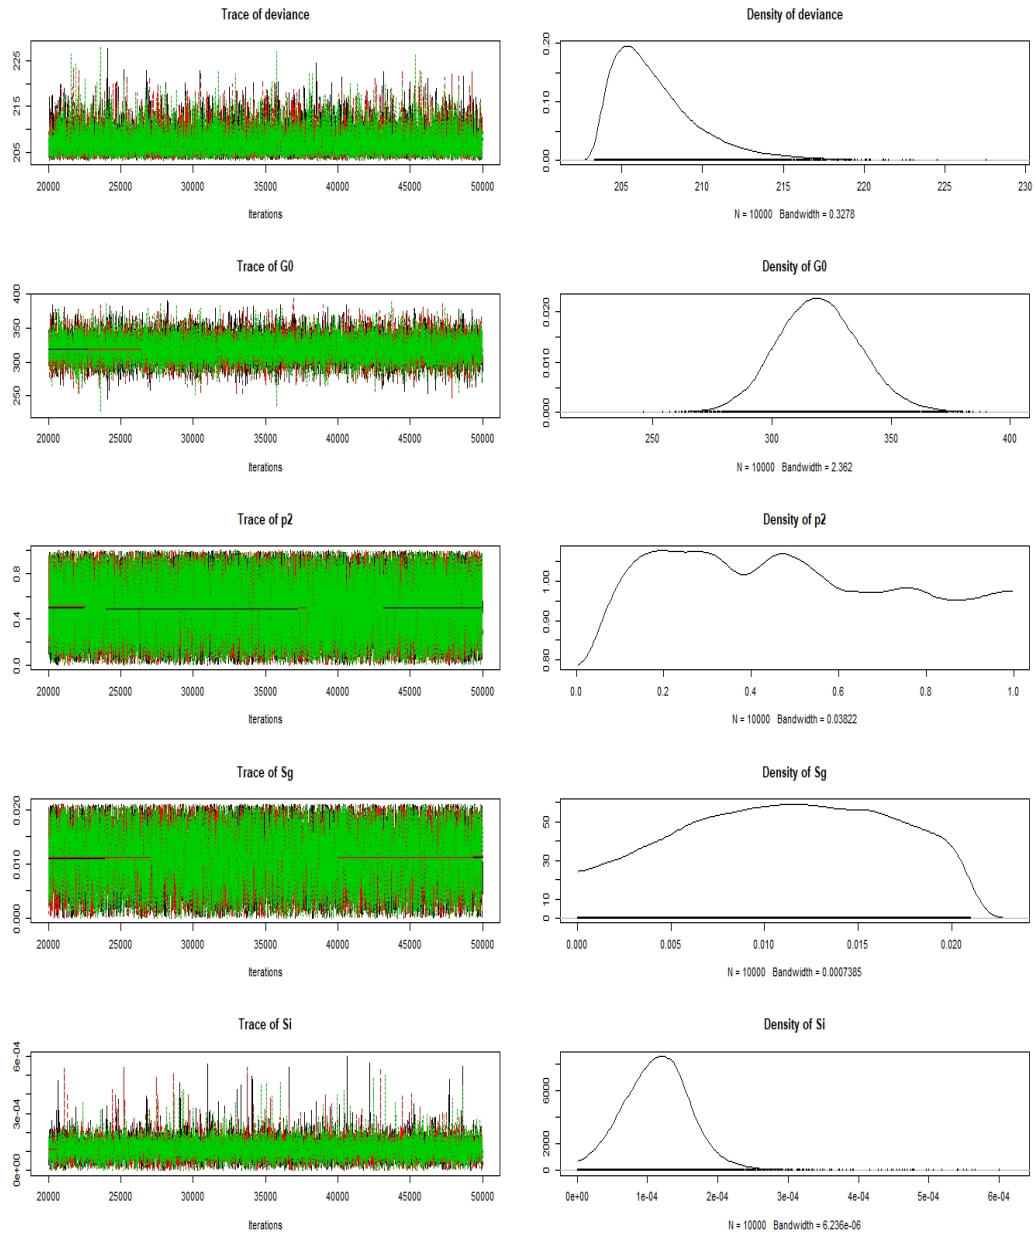 Trace of deviance
205 215 225
20000 25000 30000 35000 40000 45000 50000
Iterations
Density of deviance
0.00 0.10 0.20
205 210 215 220 225 230
N = 10000 Bandwidth = 0.3278
Trace of G0
250 300 350 400
20000 25000 30000 35000 40000 45000 50000
Iterations
Density of G0
0.000 0.010 0.020
250 300 350 400
N = 10000 Bandwidth = 2.362
Trace of p2
0.0 0.4 0.8
20000 25000 30000 35000 40000 45000 50000
Iterations
Density of p2
0.80 0.90 1.00
0.0 0.2 0.4 0.6 0.8 1.0
N = 10000 Bandwidth = 0.03822
Trace of Sg
0.000 0.010 0.020
20000 25000 30000 35000 40000 45000 50000
Iterations
Density of Sg
0 10 30 50
0.000 0.005 0.010 0.015 0.020
N = 10000 Bandwidth = 0.0007385
Trace of Si
0e+00 3e-04 6e-04
20000 25000 30000 35000 40000 45000 50000
Iterations
Density of Si
0 2000 6000
0e+00 1e-04 2e-04 3e-04 4e-04 5e-04 6e-04
N = 10000 Bandwidth = 6.236e-06